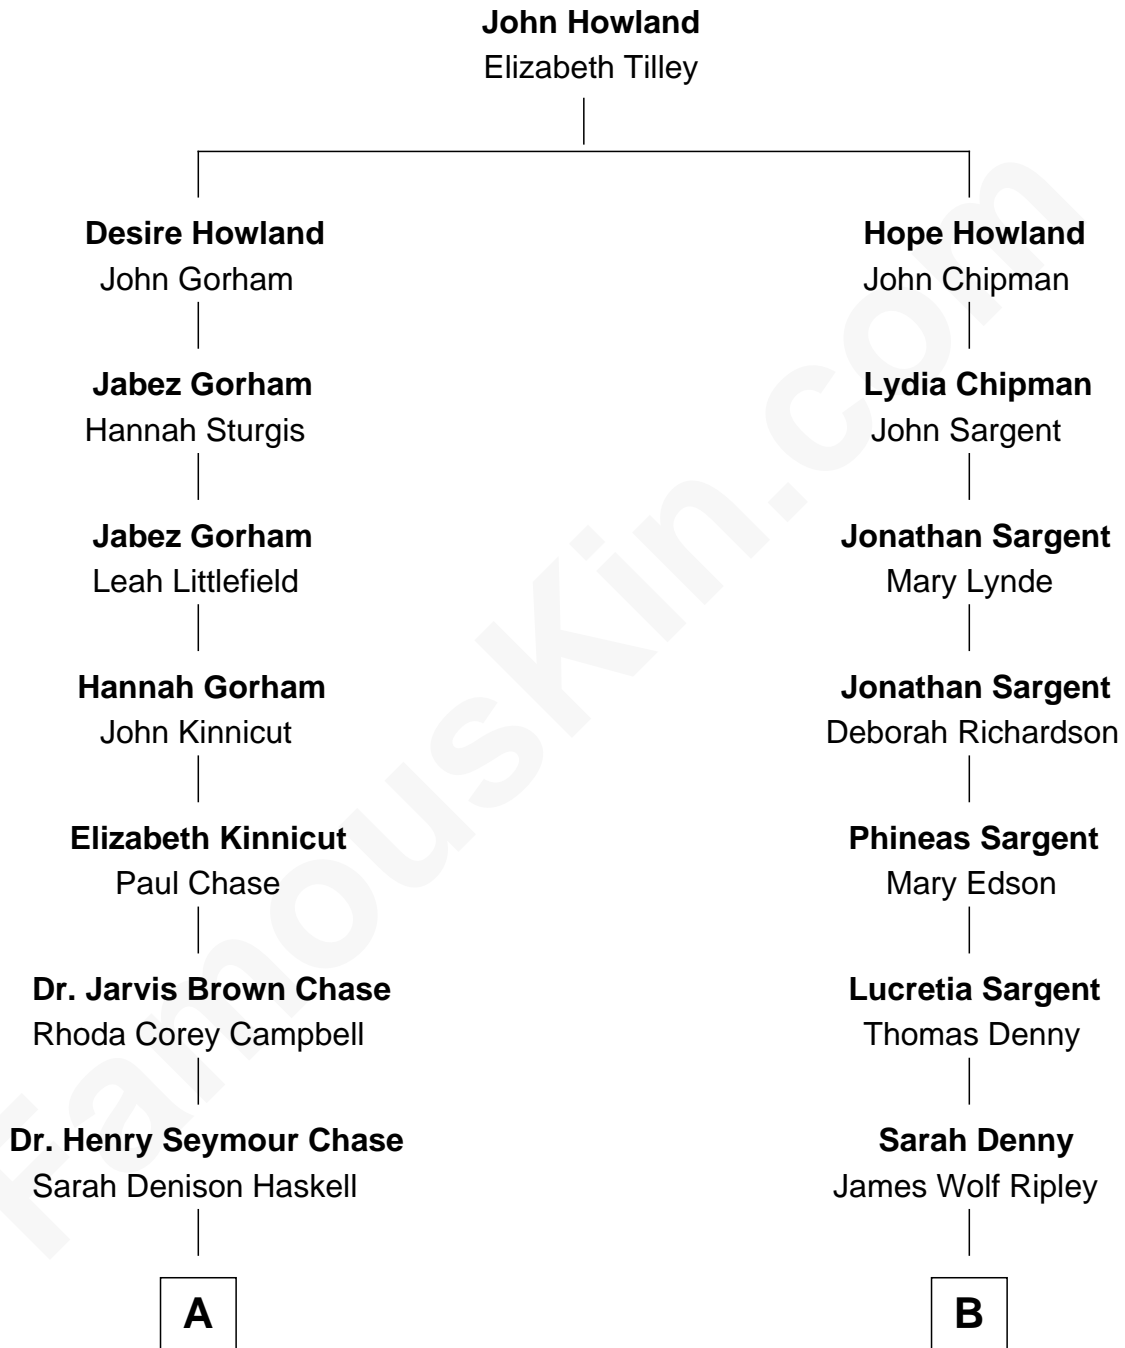 John Howland
Elizabeth Tilley
Desire Howland
John Gorham
Hope Howland
John Chipman
Jabez Gorham
Hannah Sturgis
Lydia Chipman
John Sargent
Jabez Gorham
Leah Littlefield
Jonathan Sargent
Mary Lynde
Hannah Gorham
John Kinnicut
Jonathan Sargent
Deborah Richardson
Elizabeth Kinnicut
Paul Chase
Phineas Sargent
Mary Edson
Dr. Jarvis Brown Chase
Rhoda Corey Campbell
Lucretia Sargent
Thomas Denny
Dr. Henry Seymour Chase
Sarah Denison Haskell
Sarah Denny
James Wolf Ripley
A
B
FamousKin.com